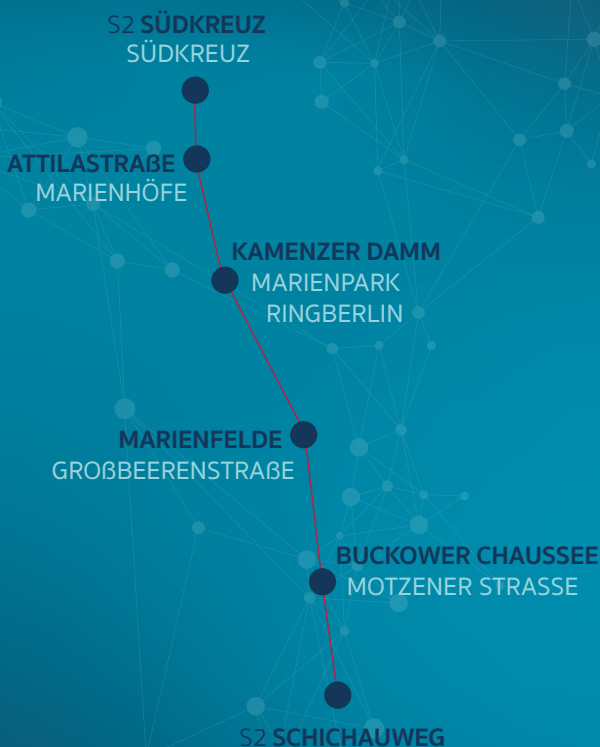 S2 SÜDKREUZ
SÜDKREUZ
ATTILASTRAßE
MARIENHÖFE
KAMENZER DAMM
MARIENPARK
RINGBERLIN
MARIENFELDE
GROßBEERENSTRAßE
BUCKOWER CHAUSSEE
MOTZENER STRASSE
S2 SCHICHAUWEG